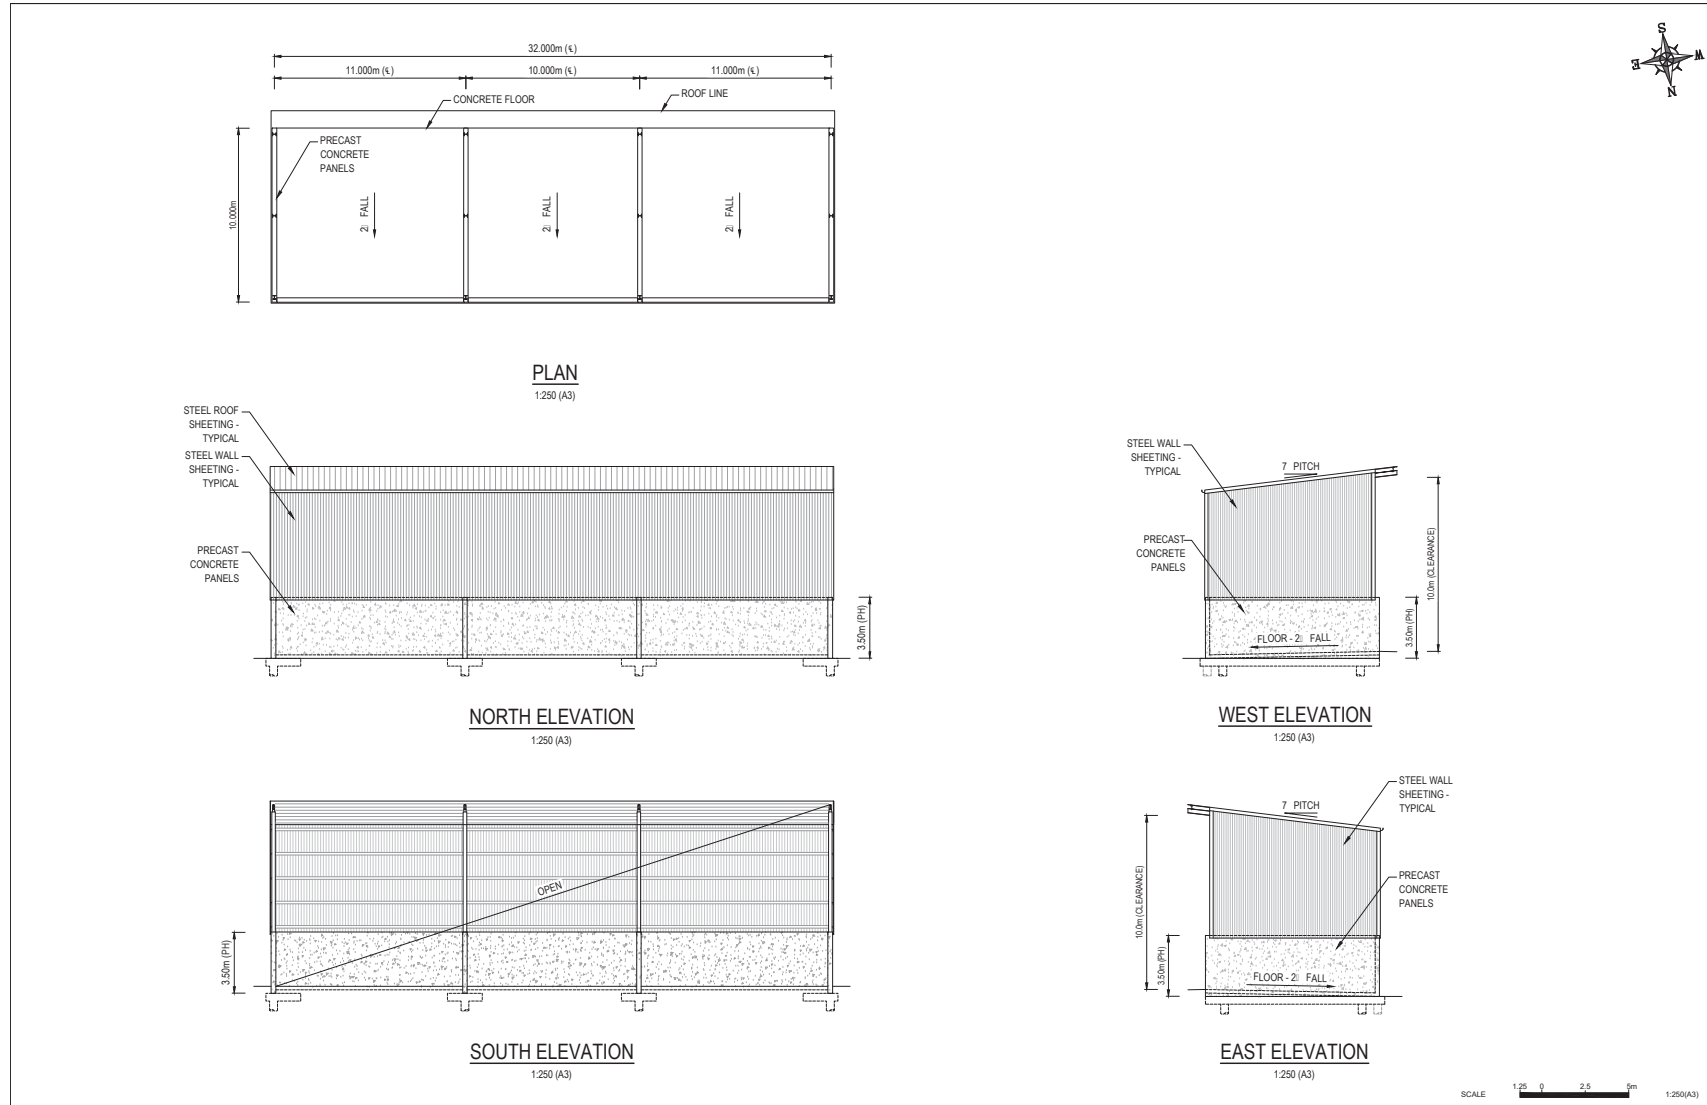 S
W
E
N
32.000m (℄)
11.000m (℄) 10.000m (℄) 11.000m (℄)
CONCRETE FLOOR
ROOF LINE
PRECAST
CONCRETE
PANELS
10.000m
2▯ FALL
2▯ FALL
2▯ FALL
PLAN
1:250 (A3)
STEEL ROOF
SHEETING -
TYPICAL
STEEL WALL
SHEETING -
TYPICAL
PRECAST
CONCRETE
PANELS
3.50m (PH)
NORTH ELEVATION
1:250 (A3)
STEEL WALL
SHEETING -
TYPICAL
7 PITCH
PRECAST
CONCRETE
PANELS
10.0m (CLEARANCE)
3.50m (PH)
FLOOR - 2▯ FALL
WEST ELEVATION
1:250 (A3)
OPEN
3.50m (PH)
SOUTH ELEVATION
1:250 (A3)
STEEL WALL
SHEETING -
TYPICAL
7 PITCH
PRECAST
CONCRETE
PANELS
10.0m (CLEARANCE)
3.50m (PH)
FLOOR - 2▯ FALL
EAST ELEVATION
1:250 (A3)
SCALE 1.25 0 2.5 5m 1:250(A3)